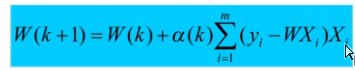 W(k+1) = W(k) + α(k) ∑_{i=1}^{m} (y_i − WX_i)X_i